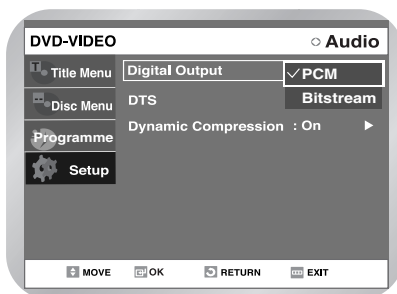 DVD-VIDEO
Audio
Title Menu
Disc Menu
Programme
Setup
Digital Output
PCM
Bitstream
DTS
Dynamic Compression : On
MOVE
OK
RETURN
EXIT